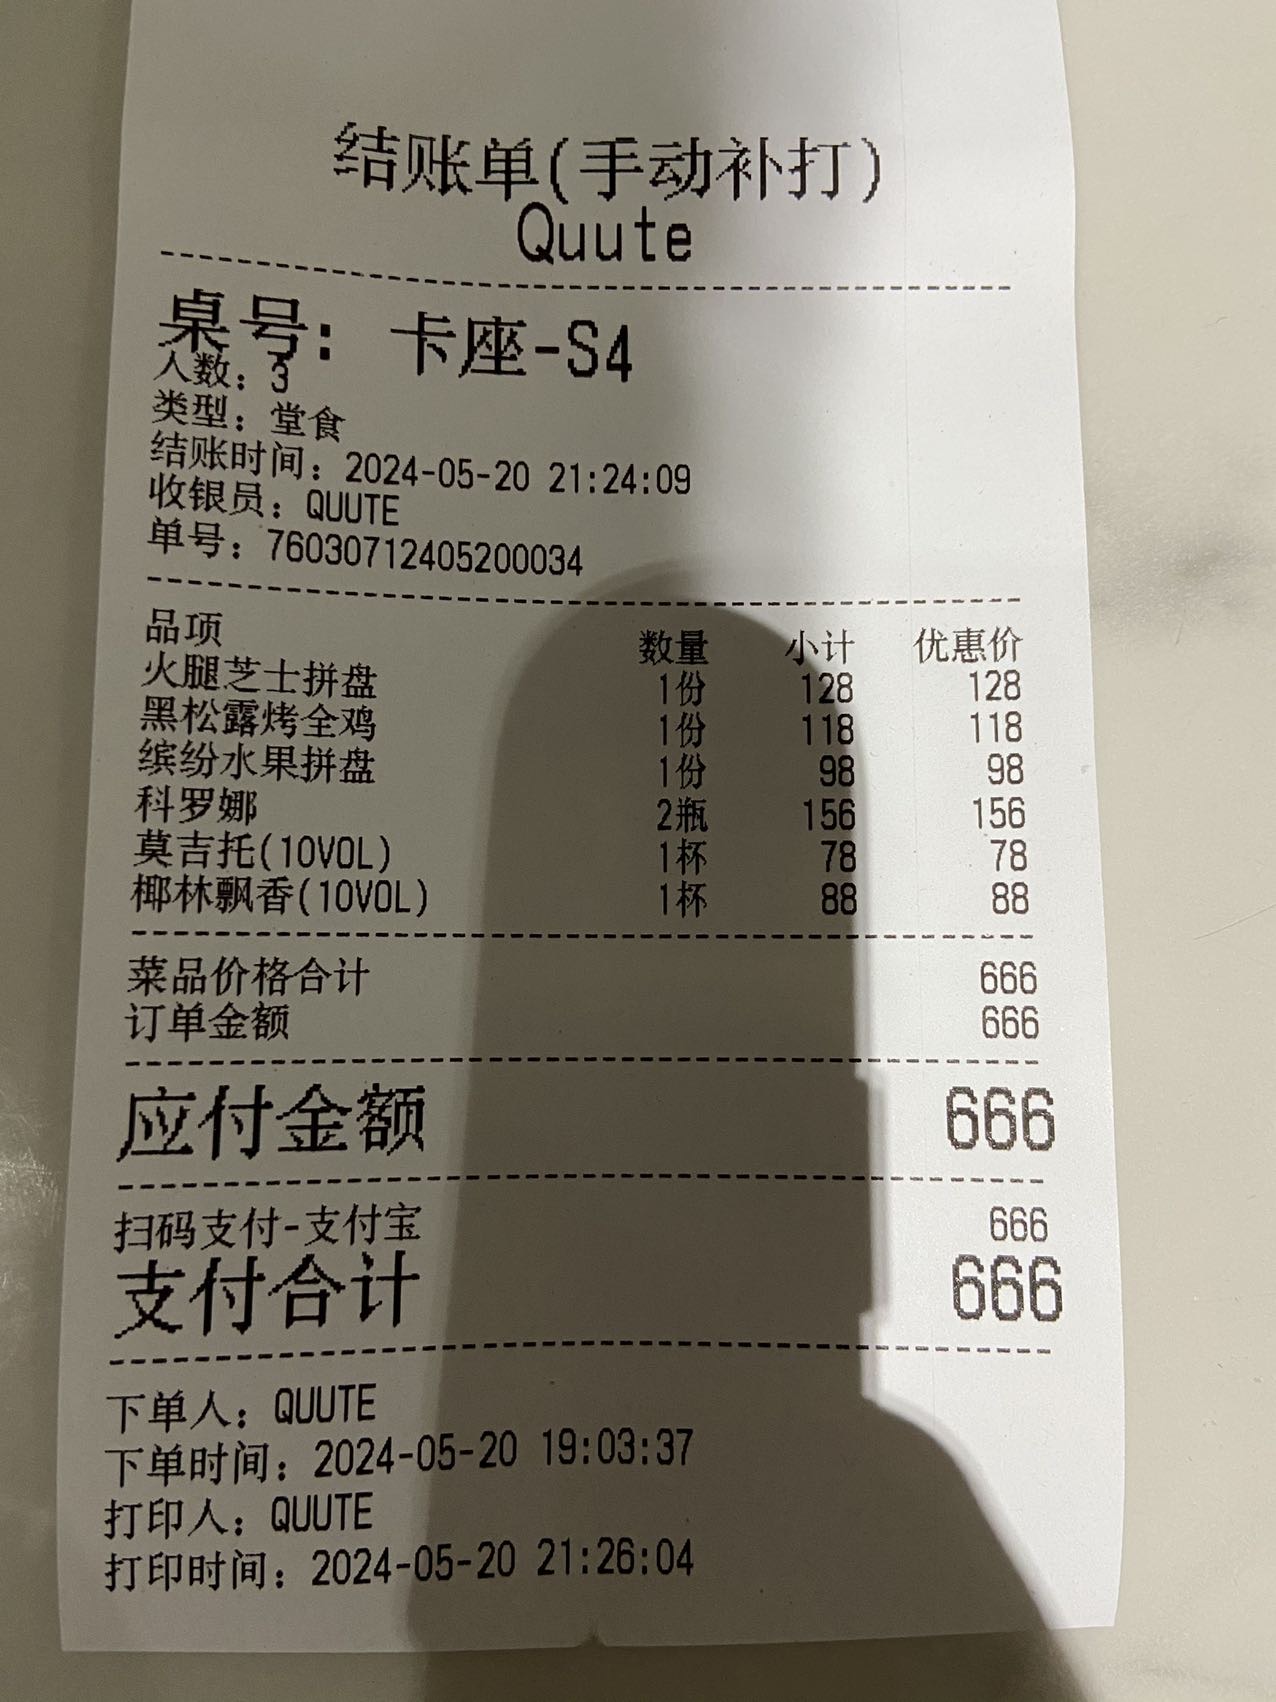 结账单(手动补打)
Quute
桌号: 卡座-S4
人数: 3
类型: 堂食
结账时间: 2024-05-20 21:24:09
收银员: QUUTE
单号: 76030712405200034
品项 数量 小计 优惠价
火腿芝士拼盘 1份 128 128
黑松露烤全鸡 1份 118 118
缤纷水果拼盘 1份 98 98
科罗娜 2瓶 156 156
莫吉托(10VOL) 1杯 78 78
椰林飘香(10VOL) 1杯 88 88
菜品价格合计 666
订单金额 666
应付金额 666
扫码支付-支付宝 666
支付合计 666
下单人: QUUTE
下单时间: 2024-05-20 19:03:37
打印人: QUUTE
打印时间: 2024-05-20 21:26:04